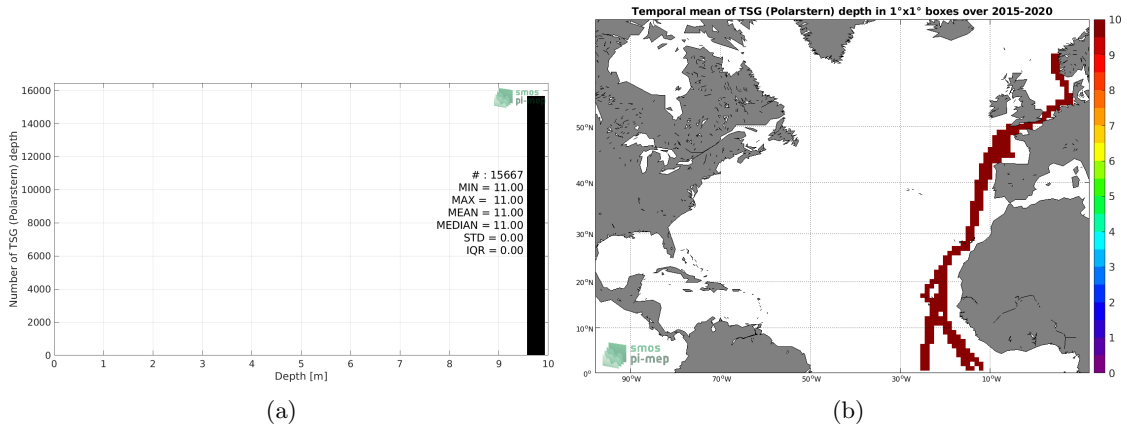 Temporal mean of TSG (Polarstern) depth in 1°x1° boxes over 2015-2020
smos
pi-mep
16000
14000
12000
10000
8000
6000
4000
2000
0
Number of TSG (Polarstern) depth
# : 15667
MIN = 11.00
MAX = 11.00
MEAN = 11.00
MEDIAN = 11.00
STD = 0.00
IQR = 0.00
0 1 2 3 4 5 6 7 8 9 10
Depth [m]
50°N
40°N
30°N
20°N
10°N
0°
90°W 70°W 50°W 30°W 10°W
smos
pi-mep
10
9
8
7
6
5
4
3
2
1
0
(a)
(b)